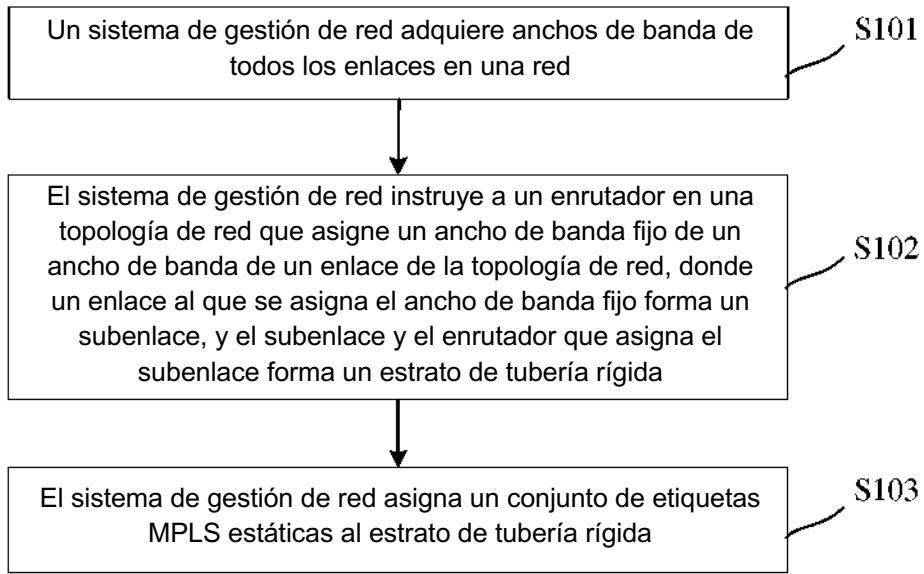 Un sistema de gestión de red adquiere anchos de banda de
todos los enlaces en una red
S101
El sistema de gestión de red instruye a un enrutador en una
topología de red que asigne un ancho de banda fijo de un
ancho de banda de un enlace de la topología de red, donde
un enlace al que se asigna el ancho de banda fijo forma un
subenlace, y el subenlace y el enrutador que asigna el
subenlace forma un estrato de tubería rígida
S102
El sistema de gestión de red asigna un conjunto de etiquetas
MPLS estáticas al estrato de tubería rígida
S103